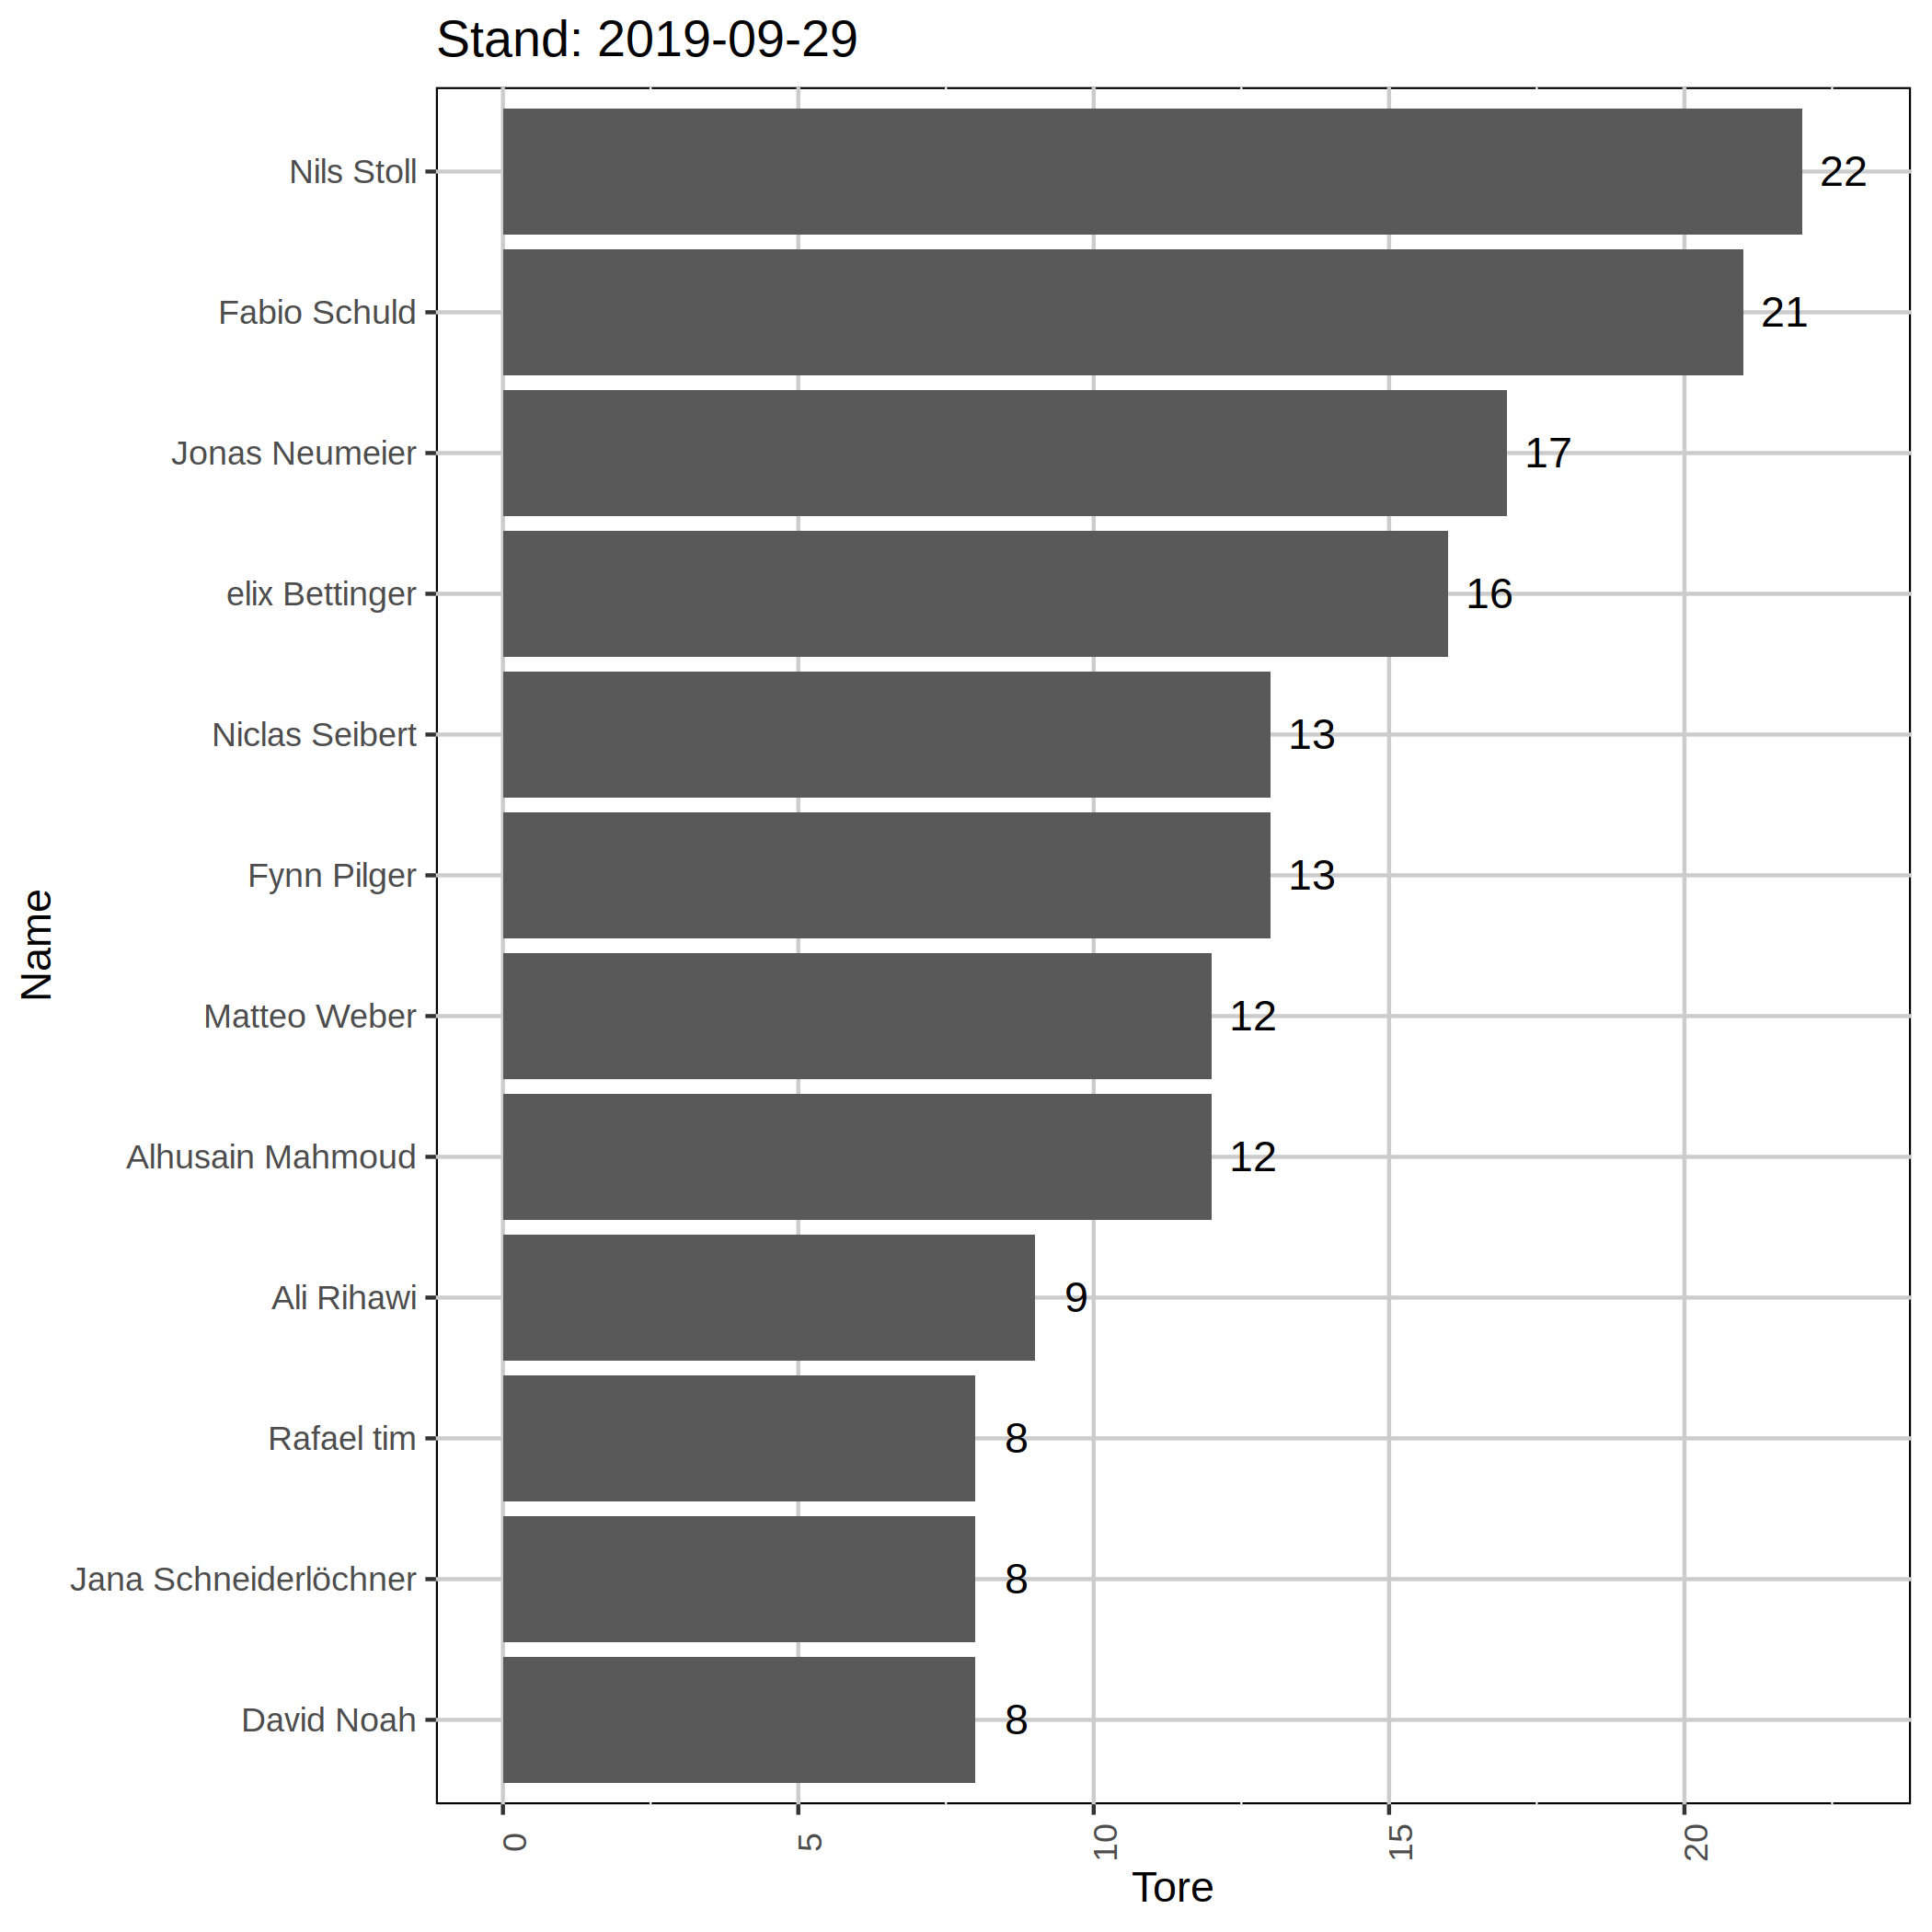 Stand: 2019-09-29
Nils Stoll 22
Fabio Schuld 21
Jonas Neumeier 17
elix Bettinger 16
Niclas Seibert 13
Fynn Pilger 13
Matteo Weber 12
Alhusain Mahmoud 12
Ali Rihawi 9
Rafael tim 8
Jana Schneiderlöchner 8
David Noah 8
Name
0 5 10 15 20
Tore